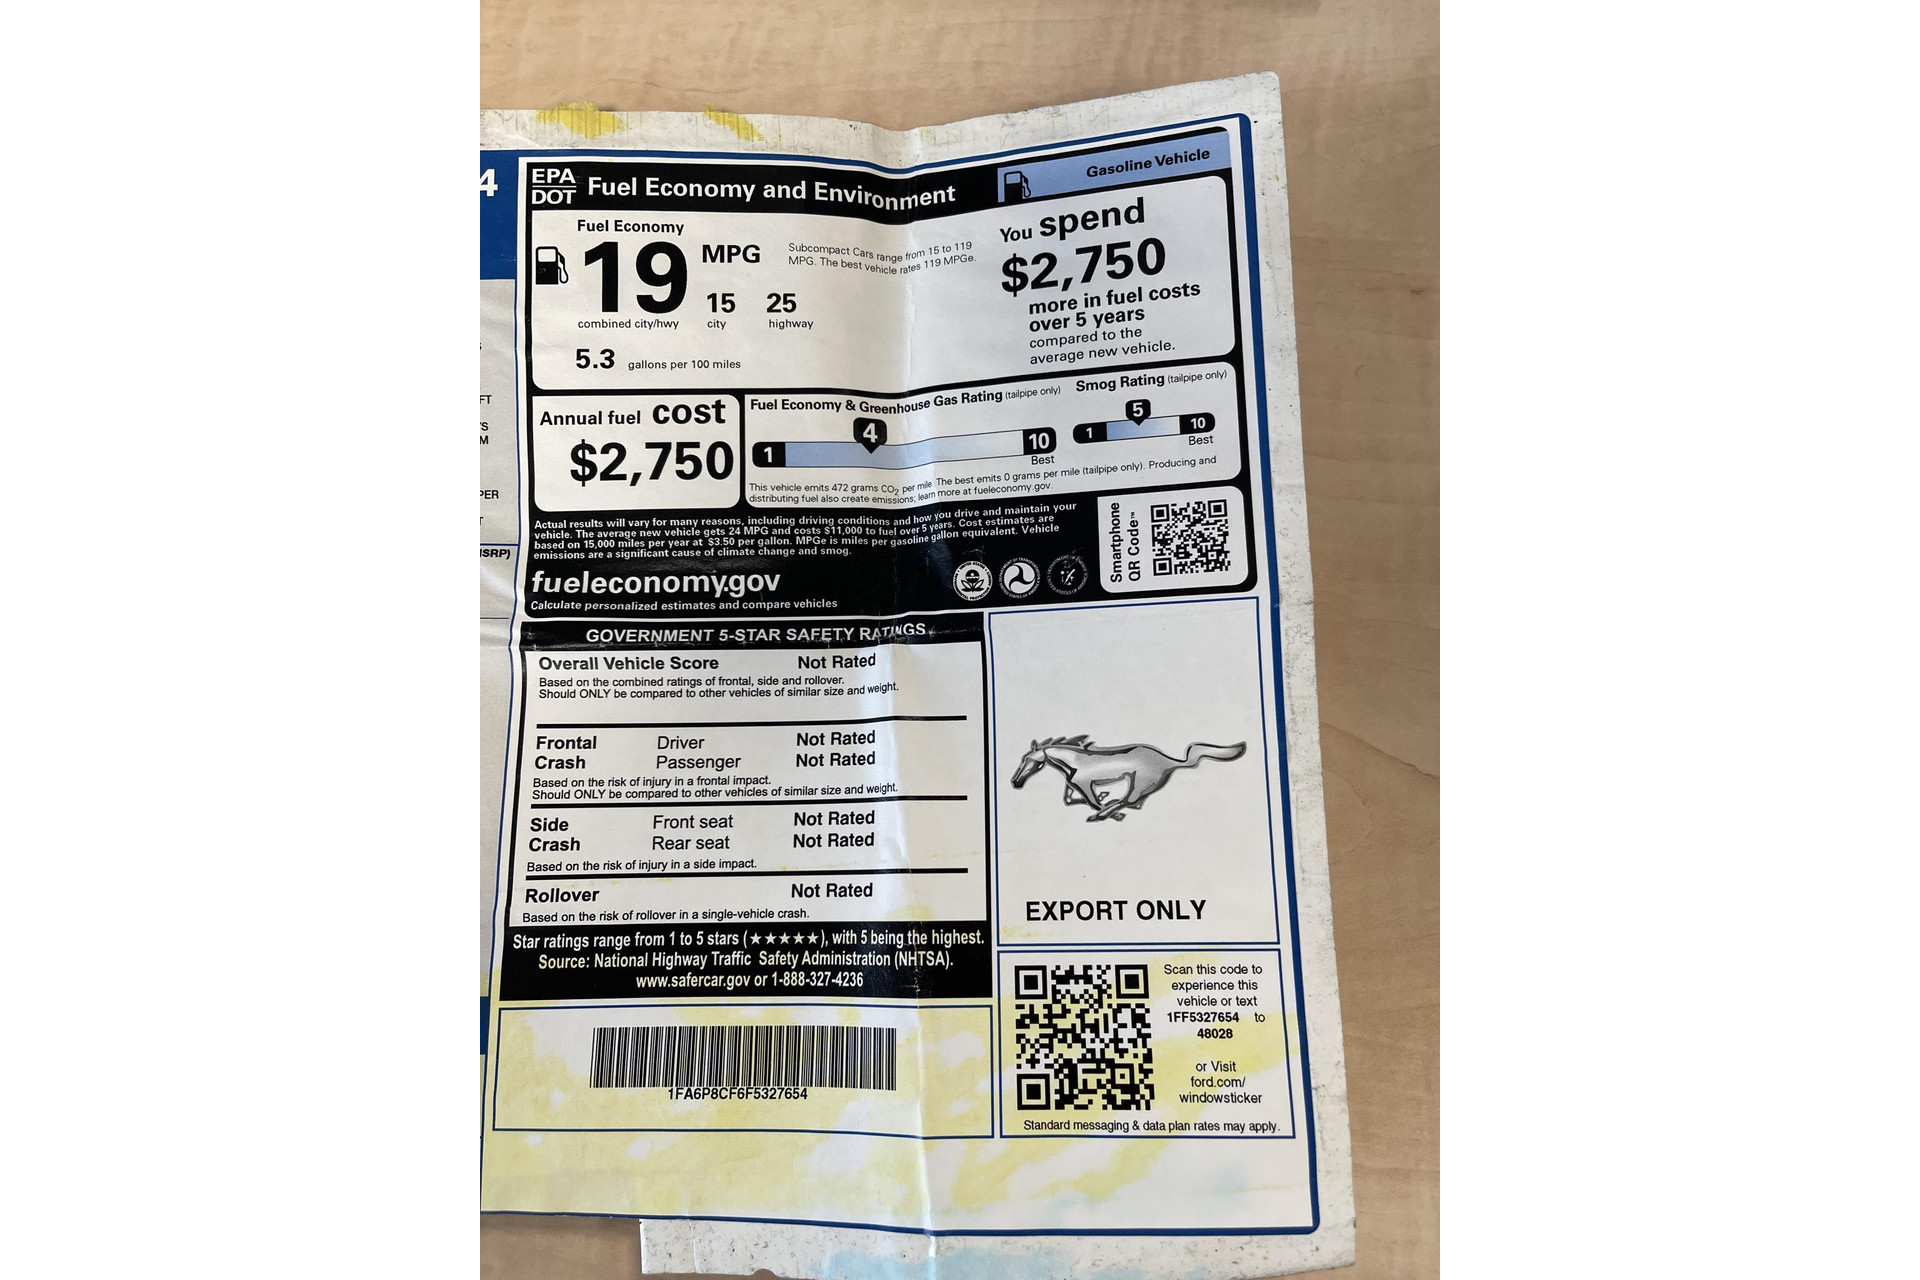 4
EPA
DOT
Fuel Economy and Environment
Gasoline Vehicle
Fuel Economy
19 MPG
15 25
combined city/hwy city highway
5.3 gallons per 100 miles
Subcompact Cars range from 15 to 119
MPG. The best vehicle rates 119 MPGe.
You spend
$2,750
more in fuel costs
over 5 years
compared to the
average new vehicle.
Annual fuel cost
$2,750
Fuel Economy & Greenhouse Gas Rating (tailpipe only)
4
1 10
Best
Smog Rating (tailpipe only)
5
1 10
Best
This vehicle emits 472 grams CO2 per mile. The best emits 0 grams per mile (tailpipe only). Producing and
distributing fuel also create emissions; learn more at fueleconomy.gov.
Actual results will vary for many reasons, including driving conditions and how you drive and maintain your
vehicle. The average new vehicle gets 24 MPG and costs $11,000 to fuel over 5 years. Cost estimates are
based on 15,000 miles per year at $3.50 per gallon. MPGe is miles per gasoline gallon equivalent. Vehicle
emissions are a significant cause of climate change and smog.
fueleconomy.gov
Calculate personalized estimates and compare vehicles
Smartphone
QR Code™
FT
'S
M
PER
T
ISRP)
GOVERNMENT 5-STAR SAFETY RATINGS
Overall Vehicle Score Not Rated
Based on the combined ratings of frontal, side and rollover.
Should ONLY be compared to other vehicles of similar size and weight.
Frontal Driver Not Rated
Crash Passenger Not Rated
Based on the risk of injury in a frontal impact.
Should ONLY be compared to other vehicles of similar size and weight.
Side Front seat Not Rated
Crash Rear seat Not Rated
Based on the risk of injury in a side impact.
Rollover Not Rated
Based on the risk of rollover in a single-vehicle crash.
Star ratings range from 1 to 5 stars (★★★★★), with 5 being the highest.
Source: National Highway Traffic Safety Administration (NHTSA).
www.safercar.gov or 1-888-327-4236
EXPORT ONLY
1FA6P8CF6F5327654
Scan this code to
experience this
vehicle or text
1FF5327654 to
48028
or Visit
ford.com/
windowsticker
Standard messaging & data plan rates may apply.